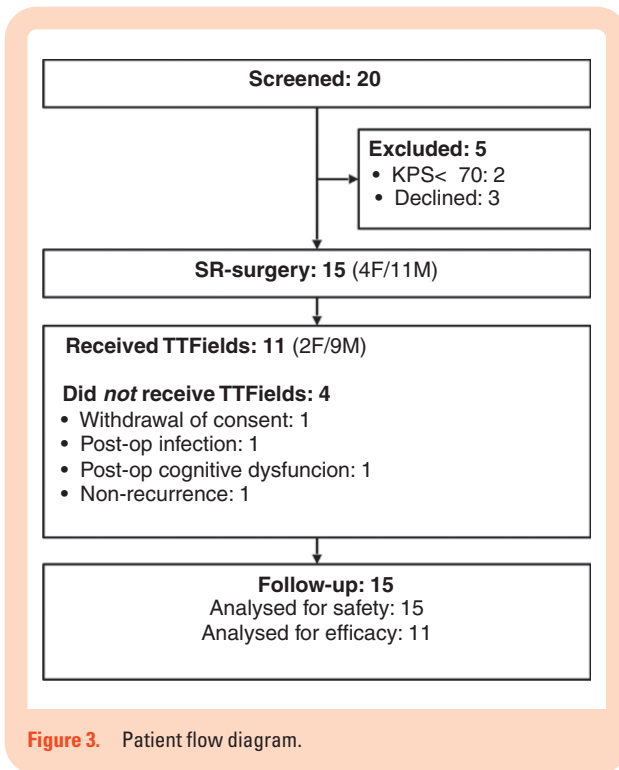 Screened: 20
Excluded: 5
• KPS< 70: 2
• Declined: 3
SR-surgery: 15 (4F/11M)
Received TTFields: 11 (2F/9M)
Did not receive TTFields: 4
• Withdrawal of consent: 1
• Post-op infection: 1
• Post-op cognitive dysfuncion: 1
• Non-recurrence: 1
Follow-up: 15
Analysed for safety: 15
Analysed for efficacy: 11
Figure 3. Patient flow diagram.